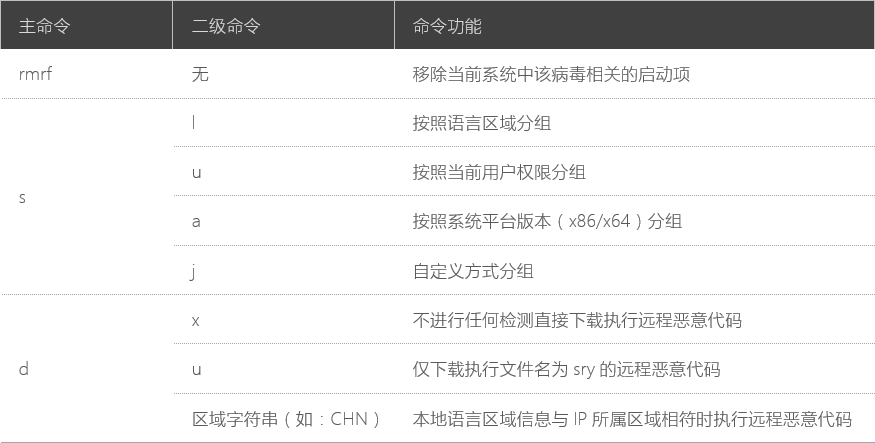 主命令 二级命令 命令功能
rmrf 无 移除当前系统中该病毒相关的启动项
s l 按照语言区域分组
u 按照当前用户权限分组
a 按照系统平台版本（x86/x64）分组
j 自定义方式分组
d x 不进行任何检测直接下载执行远程恶意代码
u 仅下载执行文件名为 sry 的远程恶意代码
区域字符串（如：CHN） 本地语言区域信息与 IP 所属区域相符时执行远程恶意代码